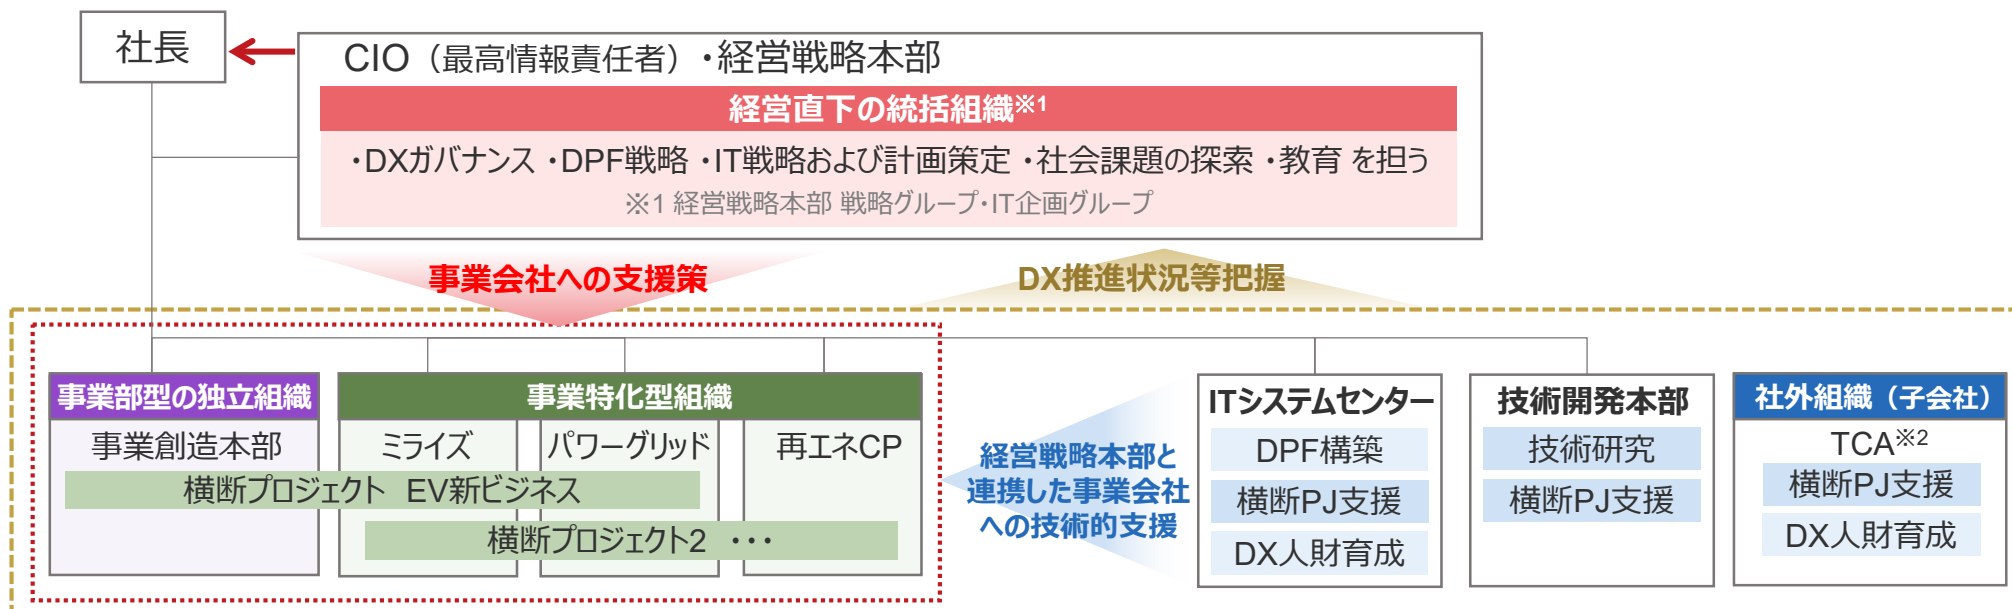 社長
CIO（最高情報責任者）・経営戦略本部
経営直下の統括組織※1
・DXガバナンス ・DPF戦略 ・IT戦略および計画策定 ・社会課題の探索 ・教育 を担う
※1 経営戦略本部 戦略グループ・IT企画グループ
事業会社への支援策
DX推進状況等把握
事業部型の独立組織
事業創造本部
事業特化型組織
ミライズ
パワーグリッド
再エネCP
横断プロジェクト　EV新ビジネス
横断プロジェクト2　・・・
経営戦略本部と
連携した事業会社
への技術的支援
ITシステムセンター
DPF構築
横断PJ支援
DX人財育成
技術開発本部
技術研究
横断PJ支援
社外組織（子会社）
TCA※2
横断PJ支援
DX人財育成